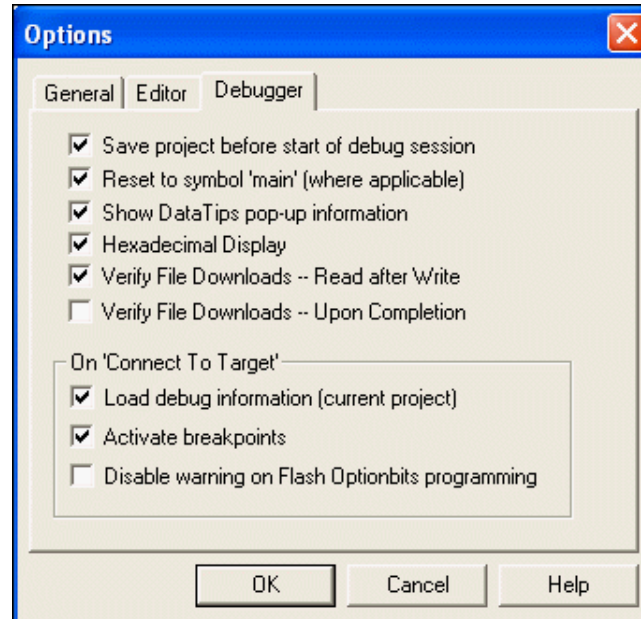 Options
General Editor Debugger
Save project before start of debug session
Reset to symbol 'main' (where applicable)
Show DataTips pop-up information
Hexadecimal Display
Verify File Downloads -- Read after Write
Verify File Downloads -- Upon Completion
On 'Connect To Target'
Load debug information (current project)
Activate breakpoints
Disable warning on Flash Optionbits programming
OK Cancel Help